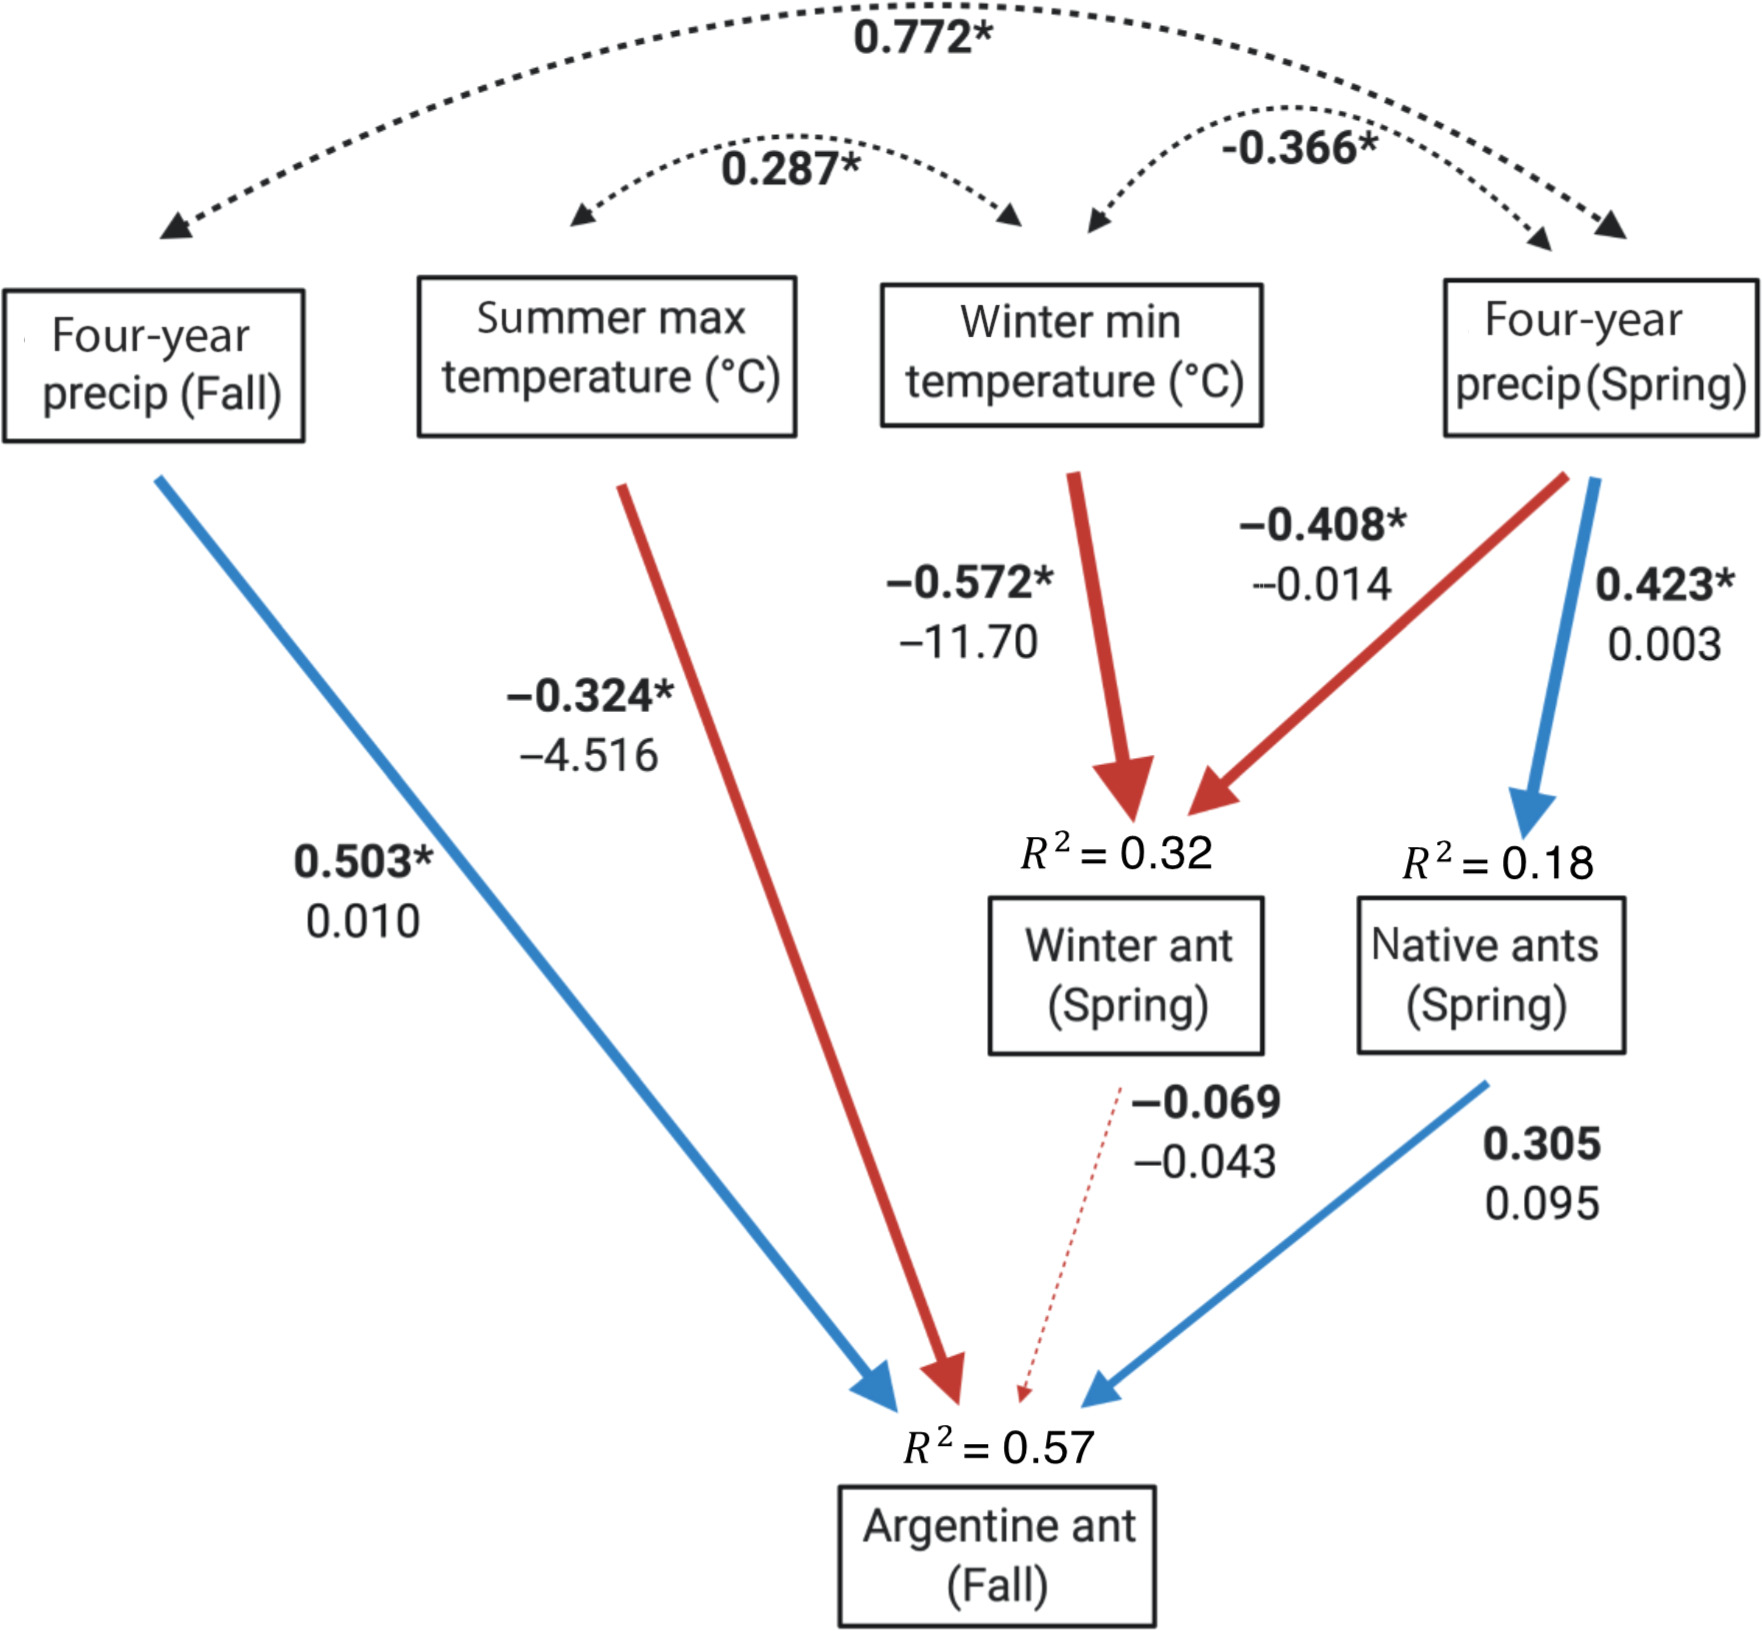 0.772*
0.287*
-0.366*
Four-year
precip (Fall)
Summer max
temperature (°C)
Winter min
temperature (°C)
Four-year
precip(Spring)
–0.408*
–0.014
–0.572*
–11.70
0.423*
0.003
–0.324*
–4.516
0.503*
0.010
R² = 0.32
R² = 0.18
Winter ant
(Spring)
Native ants
(Spring)
–0.069
–0.043
0.305
0.095
R² = 0.57
Argentine ant
(Fall)